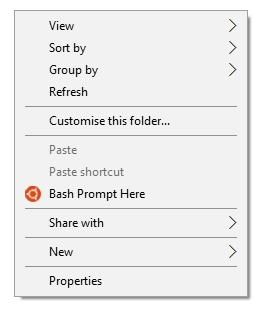 View
Sort by
Group by
Refresh
Customise this folder...
Paste
Paste shortcut
Bash Prompt Here
Share with
New
Properties